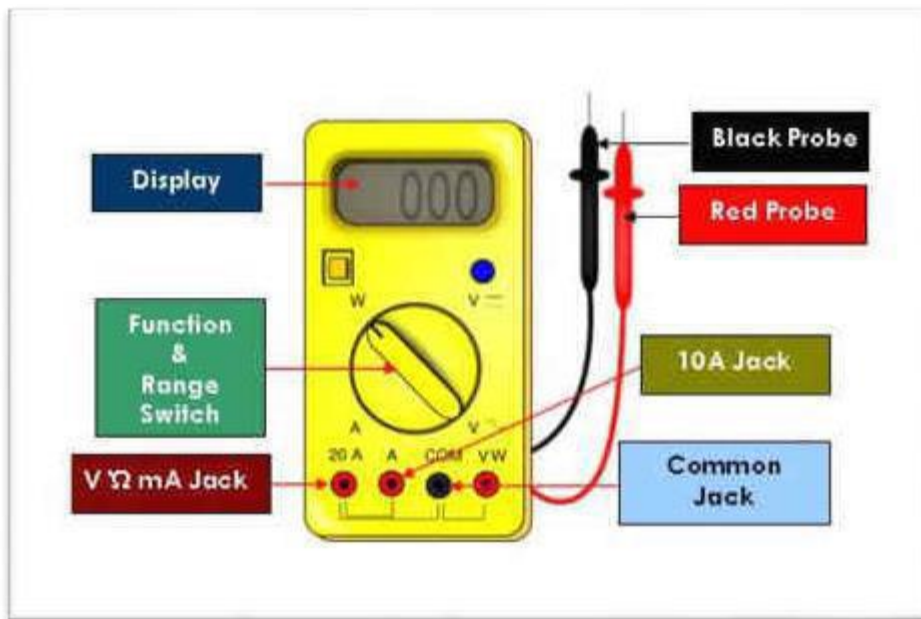 Display
Function
&
Range
Switch
V Ω mA Jack
Black Probe
Red Probe
10A Jack
Common
Jack
000
W
V
A
V
20 A
A
COM
VW